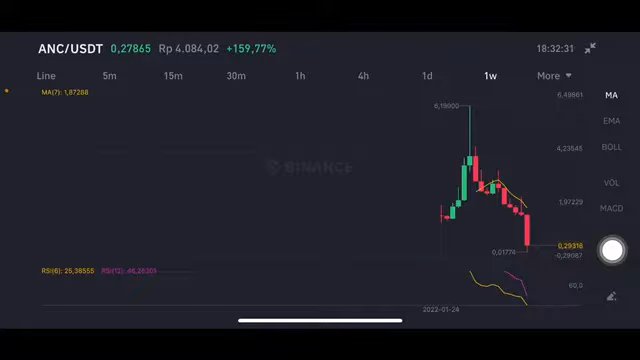 ANC/USDT 0,27865 Rp 4.084,02 +159,77% 18:32:31
Line 5m 15m 30m 1h 4h 1d 1w More
MA(7): 1,87288
6,49861
MA
6,19900
EMA
4,23545
BOLL
BINANCE
VOL
1,97229
MACD
0,29316
0,01774
-0,29087
RSI(6): 25,38555 RSI(12): 46,26301
60,0
2022-01-24